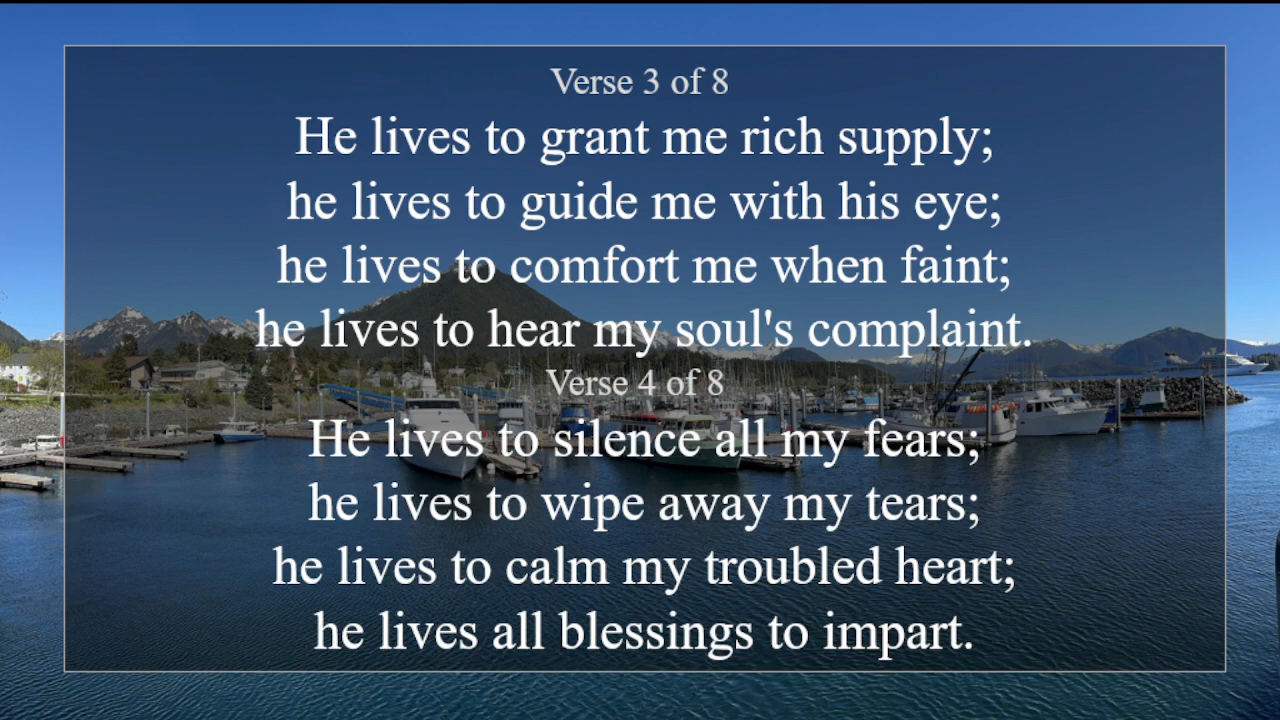 Verse 3 of 8
He lives to grant me rich supply;
he lives to guide me with his eye;
he lives to comfort me when faint;
he lives to hear my soul's complaint.
Verse 4 of 8
He lives to silence all my fears;
he lives to wipe away my tears;
he lives to calm my troubled heart;
he lives all blessings to impart.